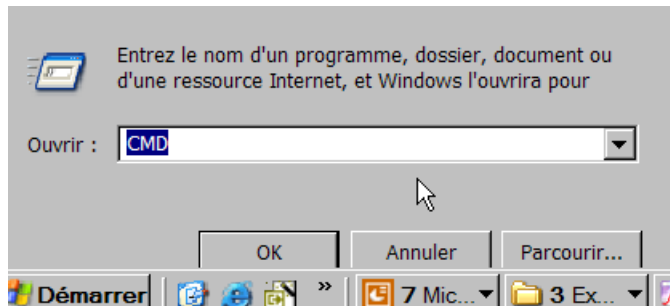 Entrez le nom d'un programme, dossier, document ou
d'une ressource Internet, et Windows l'ouvrira pour
Ouvrir :
CMD
OK
Annuler
Parcourir...
Démarrer
»
7 Mic...
3 Ex...